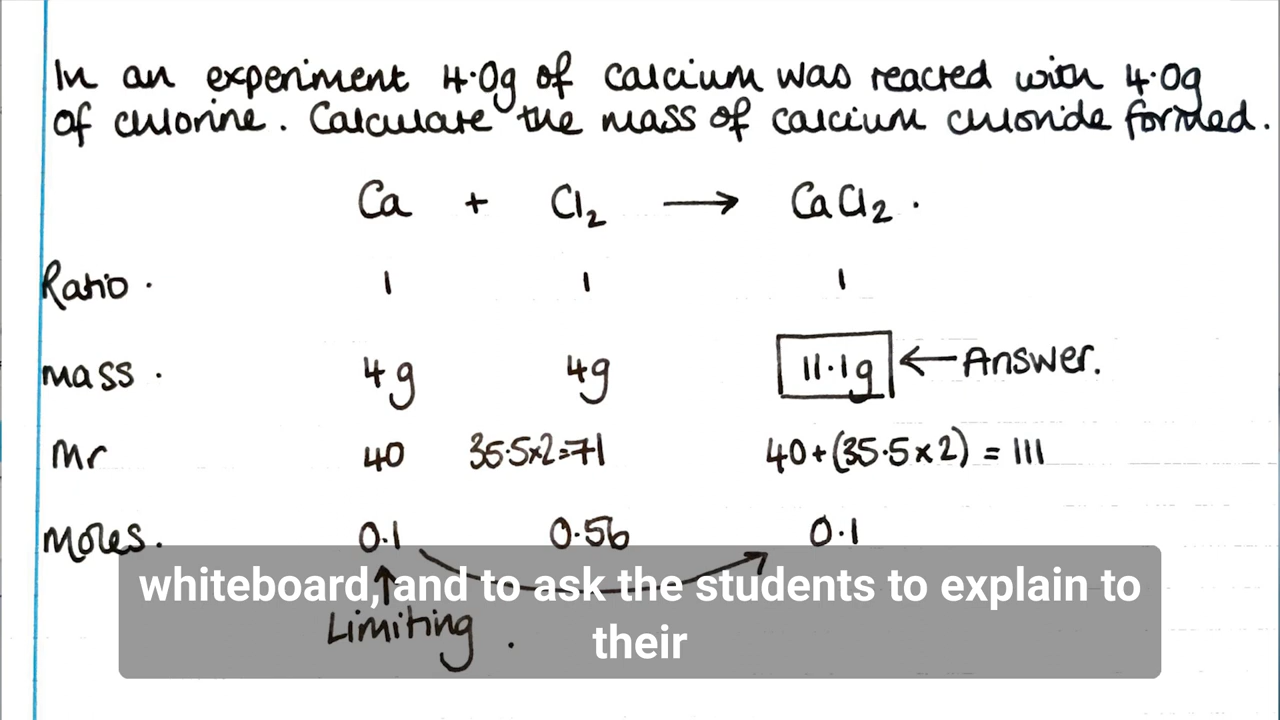 In an experiment 4.0g of calcium was reacted with 4.0g
of chlorine. Calculate the mass of calcium chloride formed.
Ca + Cl₂ → CaCl₂.
Ratio. 1 1 1
mass. 4g 4g 11.1g ← Answer.
Mr 40 35.5×2=71 40+(35.5×2) = 111
Moles. 0.1 0.56 0.1
whiteboard, and to ask the students to explain to
their
Limiting.